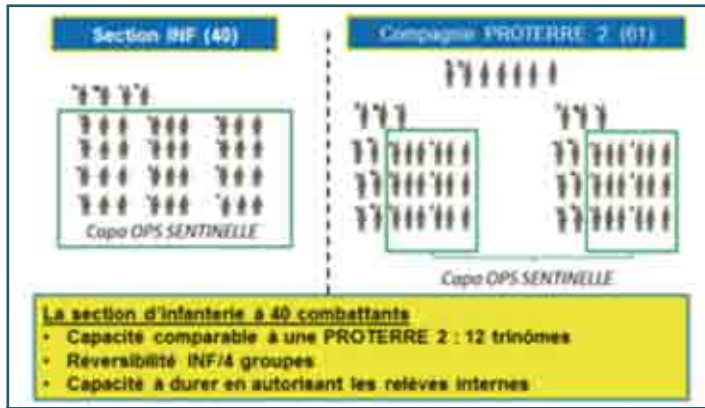 Section INF (40)
Compagnie PROTERRE 2 (61)
Capa OPS SENTINELLE
Capa OPS SENTINELLE
La section d'infanterie à 40 combattants
• Capacité comparable à une PROTERRE 2 : 12 trinômes
• Reversibilité INF/4 groupes
• Capacité à durer en autorisant les relèves internes